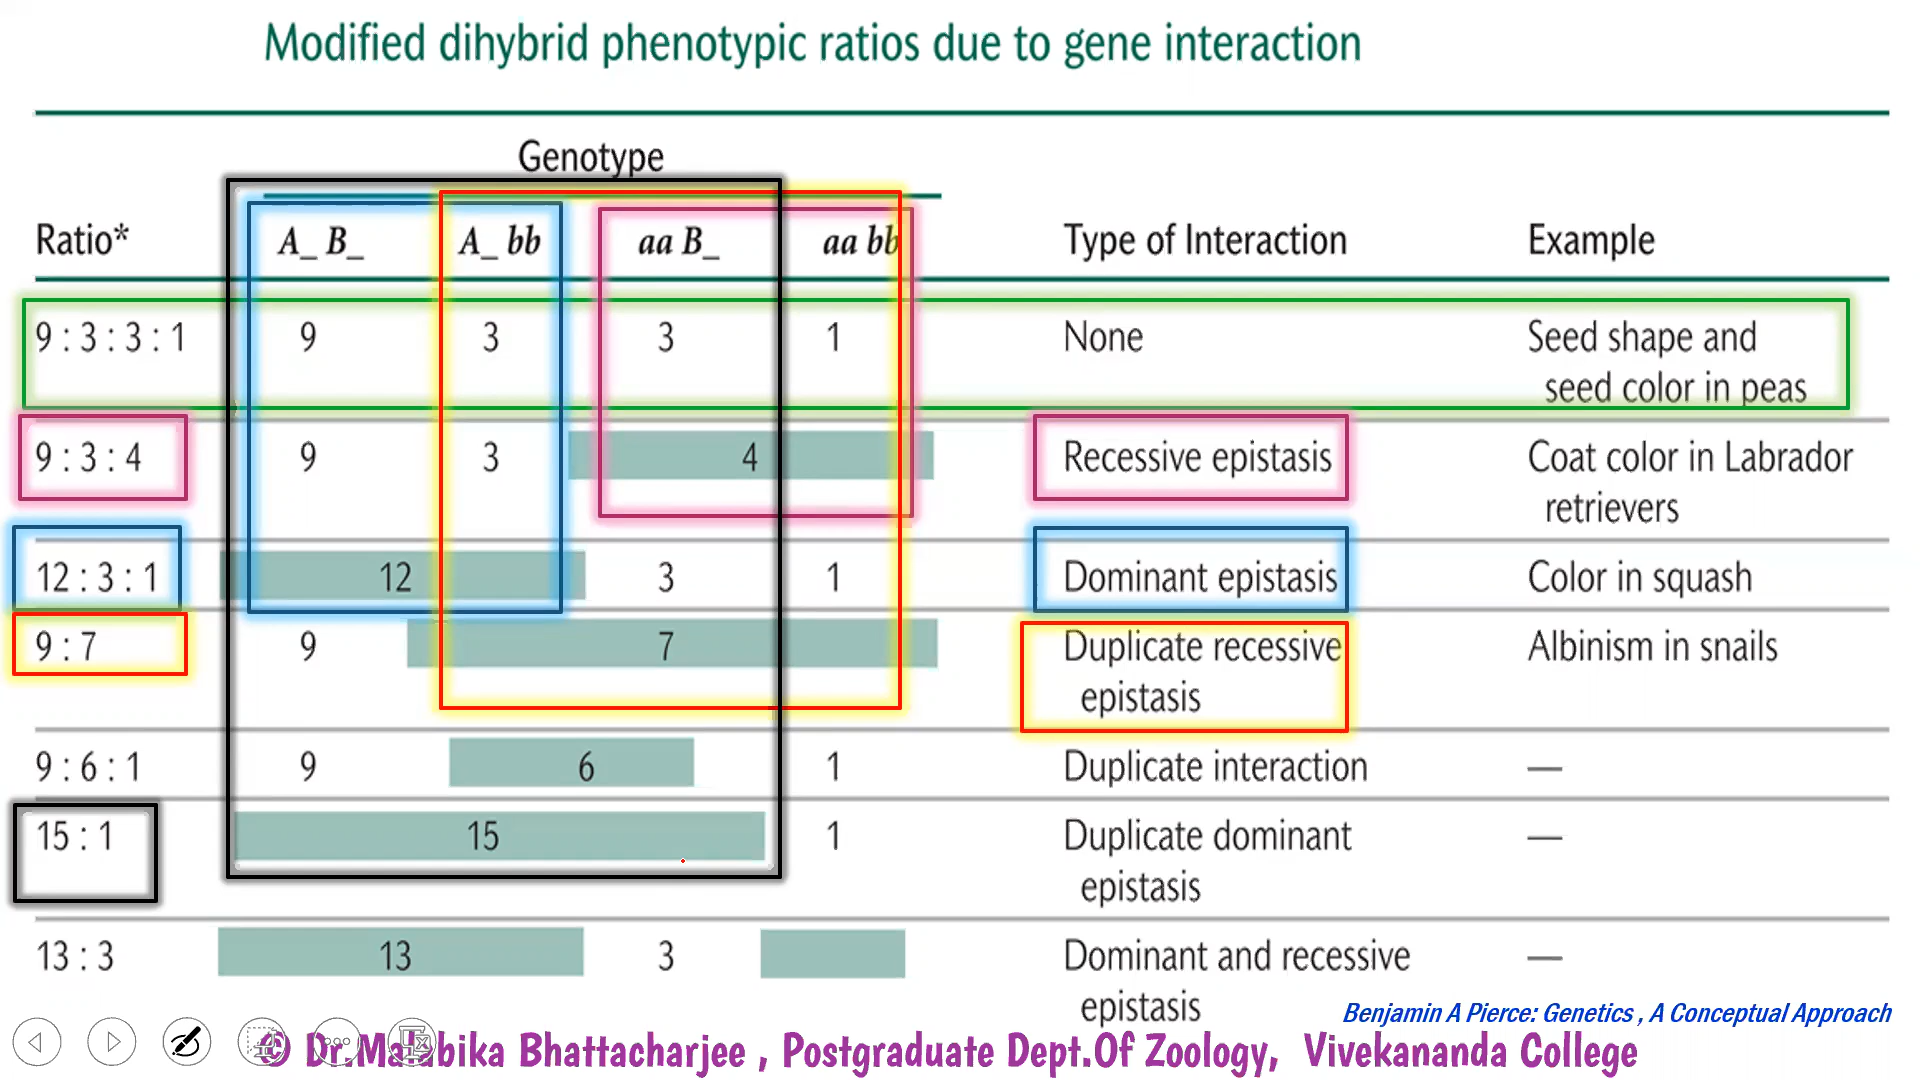 Modified dihybrid phenotypic ratios due to gene interaction
Genotype
Ratio* A_ B_ A_ bb aa B_ aa bb Type of Interaction Example
9 : 3 : 3 : 1 9 3 3 1 None Seed shape and
seed color in peas
9 : 3 : 4 9 3 4 Recessive epistasis Coat color in Labrador
retrievers
12 : 3 : 1 12 3 1 Dominant epistasis Color in squash
9 : 7 9 7 Duplicate recessive Albinism in snails
epistasis
9 : 6 : 1 9 6 1 Duplicate interaction —
15 : 1 15 1 Duplicate dominant —
epistasis
13 : 3 13 3 Dominant and recessive —
epistasis
Benjamin A Pierce: Genetics , A Conceptual Approach
© Dr.Malabika Bhattacharjee , Postgraduate Dept.Of Zoology, Vivekananda College